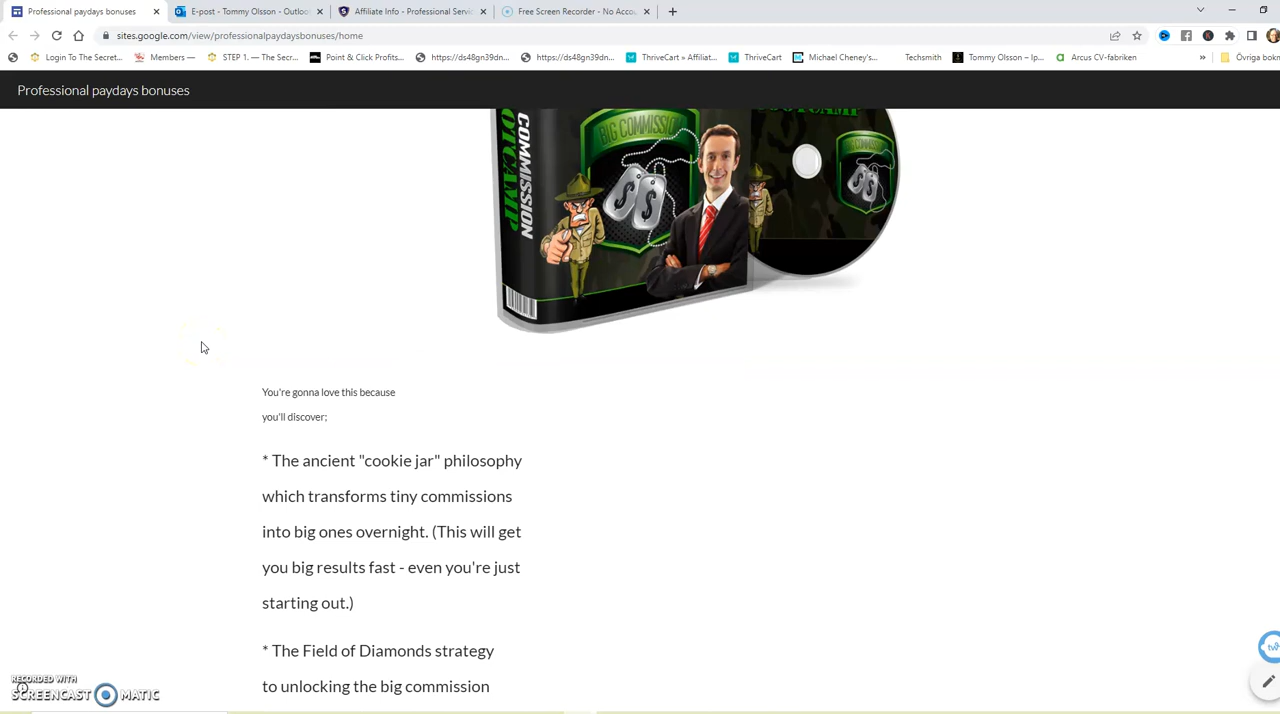 Professional paydays bonuses
E-post - Tommy Olsson - Outlool
Affiliate Info - Professional Servic
Free Screen Recorder - No Accou
sites.google.com/view/professionalpaydaysbonuses/home
Login To The Secret...
Members —
STEP 1. — The Secr...
Point & Click Profits...
https://ds48gn39dn...
https://ds48gn39dn...
ThriveCart » Affiliat...
ThriveCart
Michael Cheney's...
Techsmith
Tommy Olsson – Ip...
Arcus CV-fabriken
»
Övriga bokn
Professional paydays bonuses
BIG COMMISSION
COMMISSION
OTCAMP
OOTCAMP
You're gonna love this because
you'll discover;
* The ancient "cookie jar" philosophy
which transforms tiny commissions
into big ones overnight. (This will get
you big results fast - even you're just
starting out.)
* The Field of Diamonds strategy
to unlocking the big commission
RECORDED WITH
SCREENCAST MATIC